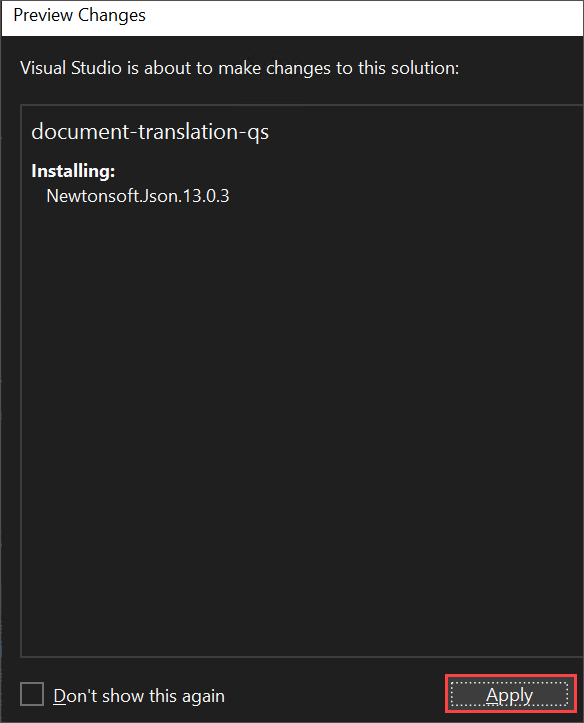 Preview Changes
Visual Studio is about to make changes to this solution:
document-translation-qs
Installing:
Newtonsoft.Json.13.0.3
Don't show this again
Apply